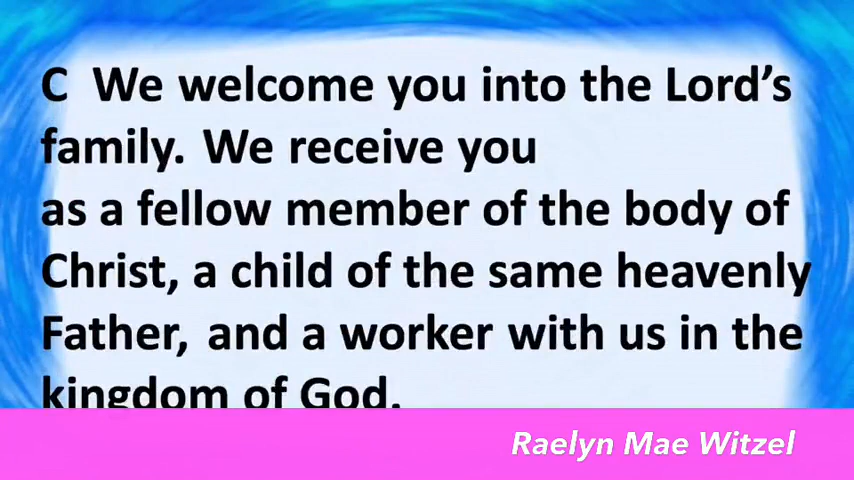 C  We welcome you into the Lord’s
family. We receive you
as a fellow member of the body of
Christ, a child of the same heavenly
Father, and a worker with us in the
kingdom of God.
Raelyn Mae Witzel